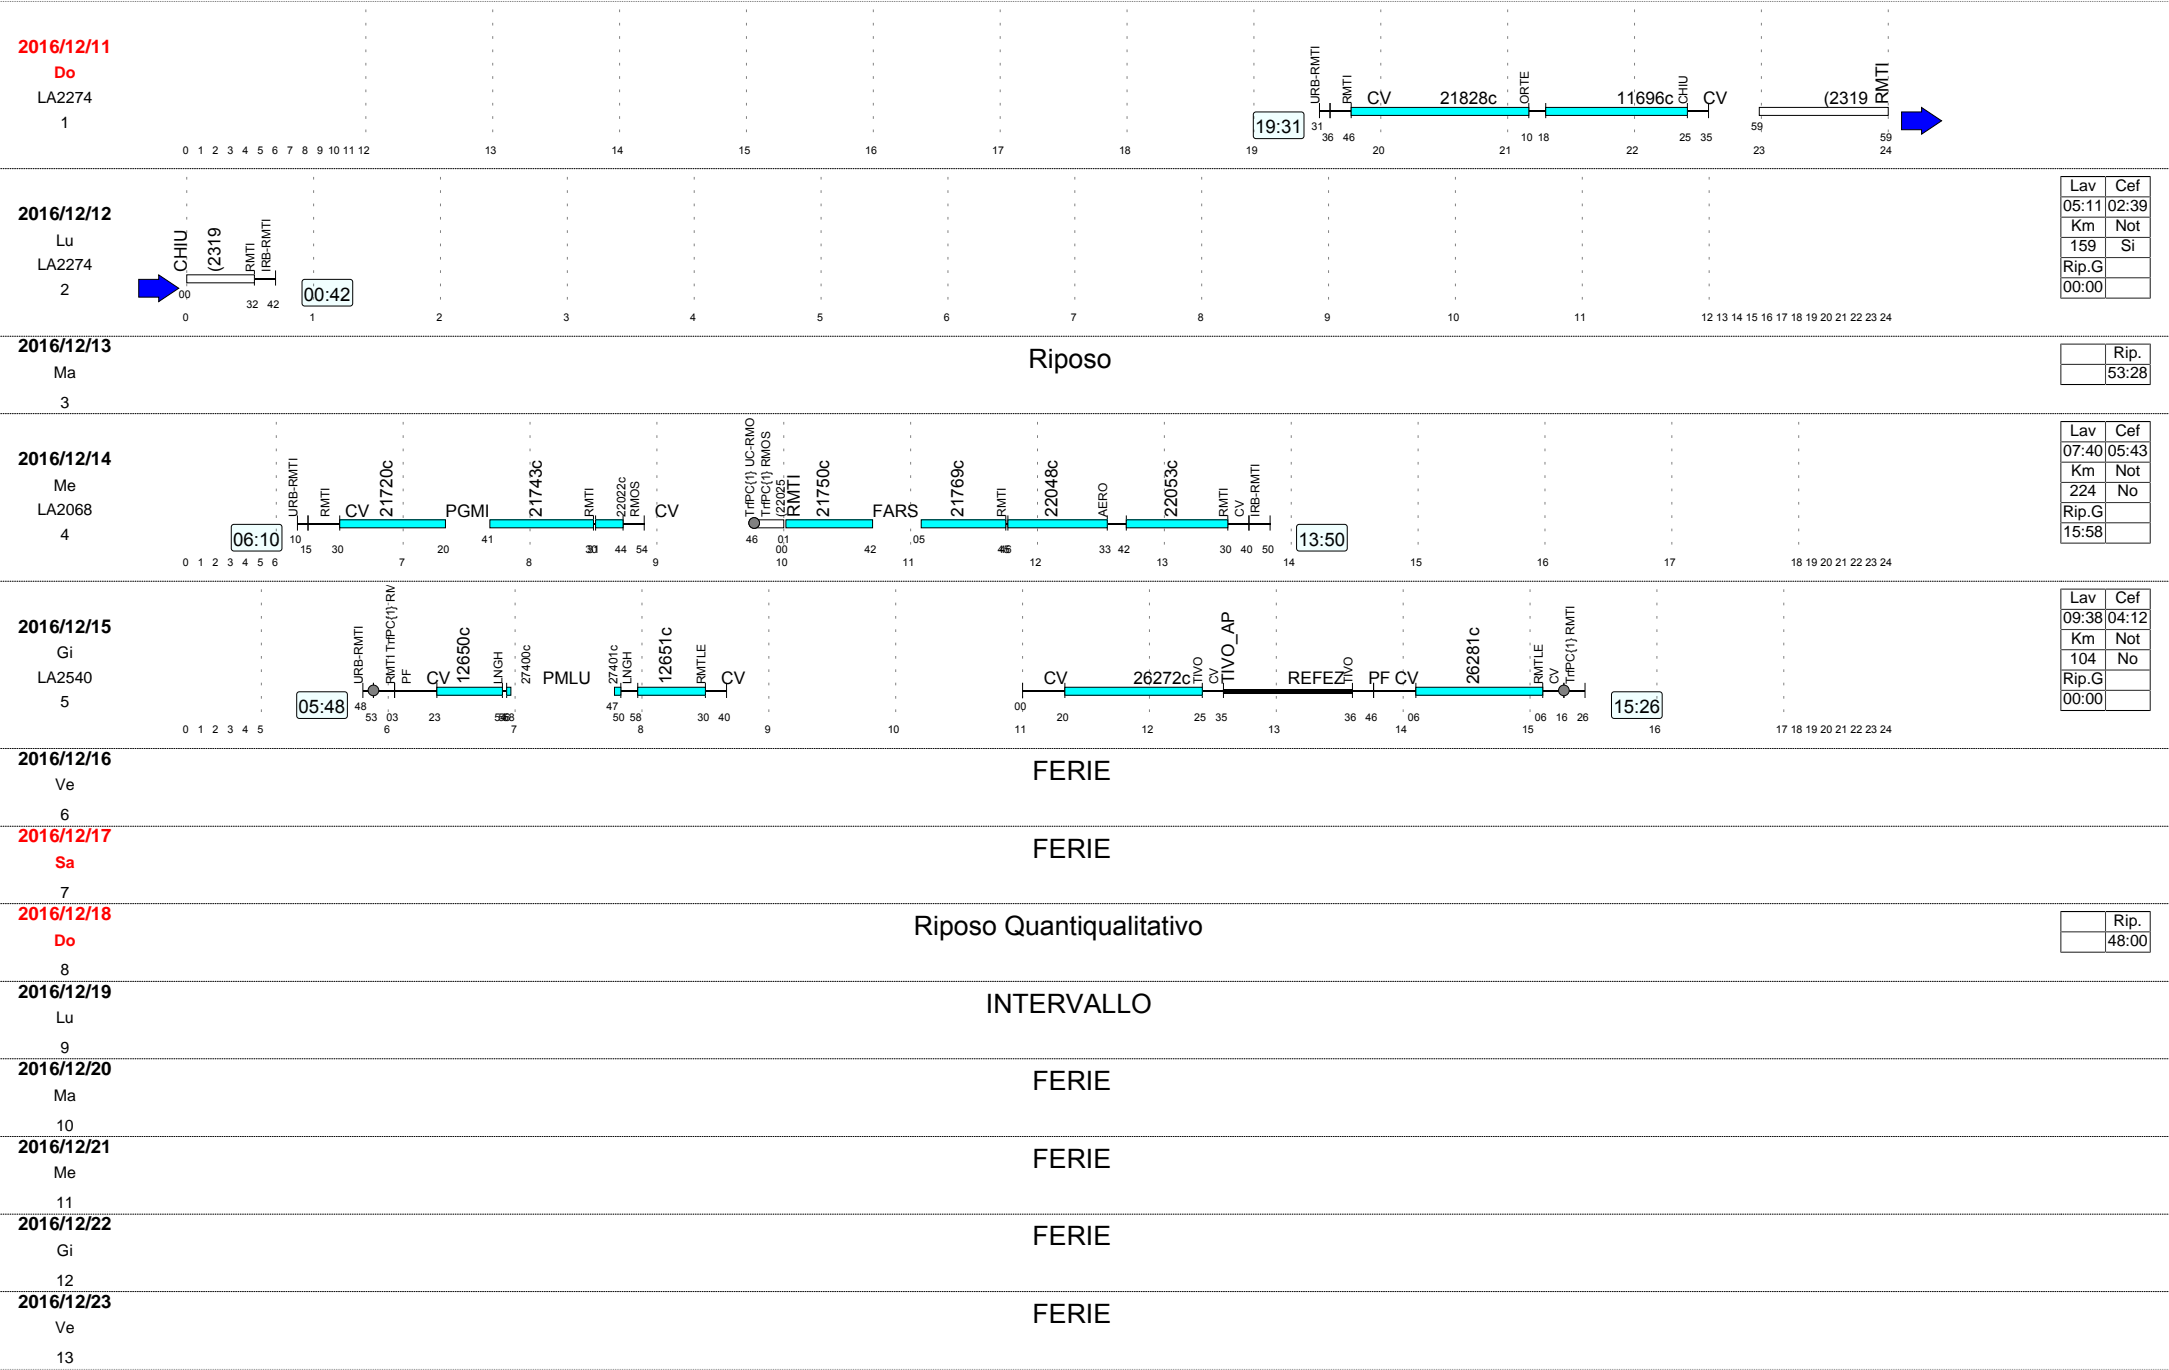 2016/12/11
Do
LA2274
1
19:31
URB-RMTI
RMTI
CV
21828c
ORTE
11696c
CHIU
CV
(2319
RMTI
31 36 46 10 18 25 35 59 59
0 1 2 3 4 5 6 7 8 9 10 11 12 13 14 15 16 17 18 19 20 21 22 23 24
2016/12/12
Lu
LA2274
2
CHIU
(2319
RMTI
IRB-RMTI
00 32 42
00:42
0 1 2 3 4 5 6 7 8 9 10 11 12 13 14 15 16 17 18 19 20 21 22 23 24
Lav Cef
05:11 02:39
Km Not
159 Si
Rip.G
00:00
2016/12/13
Ma
3
Riposo
Rip.
53:28
2016/12/14
Me
LA2068
4
06:10
URB-RMTI
RMTI
CV
21720c
PGMI
21743c
RMTI
22022c
RMOS
CV
TrfPC{1} UC-RMO
TrfPC{1} RMOS
(22025
RMTI
21750c
FARS
21769c
RMTI
22048c
AERO
22053c
RMTI
CV
IRB-RMTI
10 15 30 20 41 30 31 44 54 46 00 01 42 05 45 46 33 42 30 40 50
13:50
0 1 2 3 4 5 6 7 8 9 10 11 12 13 14 15 16 17 18 19 20 21 22 23 24
Lav Cef
07:40 05:43
Km Not
224 No
Rip.G
15:58
2016/12/15
Gi
LA2540
5
05:48
URB-RMTI
RMTI TrfPC{1} RM
PF
CV
12650c
LNGH
27400c
PMLU
27401c
LNGH
12651c
RMTLE
CV
CV
26272c
TIVO
CV
TIVO_AP
REFEZ
TIVO
PF CV
26281c
RMTLE
CV
TrfPC{1} RMTI
48 53 03 23 58 47 50 58 30 40 00 20 25 35 36 46 06 06 16 26
15:26
0 1 2 3 4 5 6 7 8 9 10 11 12 13 14 15 16 17 18 19 20 21 22 23 24
Lav Cef
09:38 04:12
Km Not
104 No
Rip.G
00:00
2016/12/16
Ve
6
FERIE
2016/12/17
Sa
7
FERIE
2016/12/18
Do
8
Riposo Quantiqualitativo
Rip.
48:00
2016/12/19
Lu
9
INTERVALLO
2016/12/20
Ma
10
FERIE
2016/12/21
Me
11
FERIE
2016/12/22
Gi
12
FERIE
2016/12/23
Ve
13
FERIE